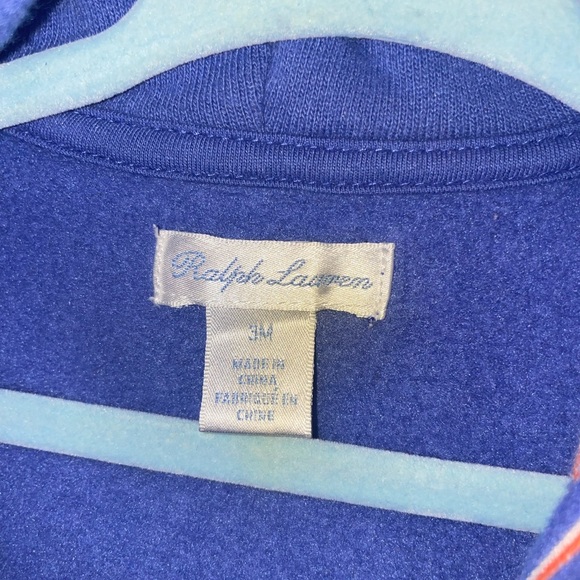 Ralph Lauren
3M
MADE IN
CHINA
FABRIQUÉ EN
CHINE